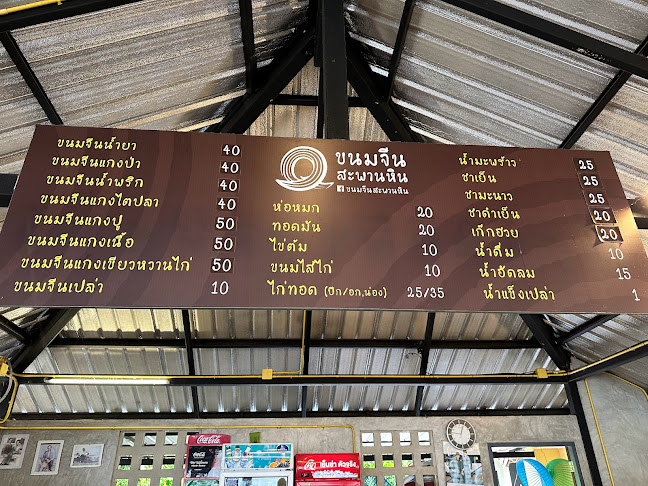 ขนมจีนน้ำยา 40
ขนมจีนแกงป่า 40
ขนมจีนน้ำพริก 40
ขนมจีนแกงไตปลา 40
ขนมจีนแกงปู 50
ขนมจีนแกงเนื้อ 50
ขนมจีนแกงเขียวหวานไก่ 50
ขนมจีนเปล่า 10
ขนมจีน
สะพานหิน
ขนมจีนสะพานหิน
ห่อหมก 20
ทอดมัน 20
ไข่ต้ม 10
ขนมใส่ไก่ 10
ไก่ทอด (ปีก/อก,น่อง) 25/35
น้ำมะพร้าว 25
ชาเย็น 25
ชามะนาว 25
ชาดำเย็น 20
เก๊กฮวย 20
น้ำดื่ม 10
น้ำอัดลม 15
น้ำแข็งเปล่า 1
Coca-Cola